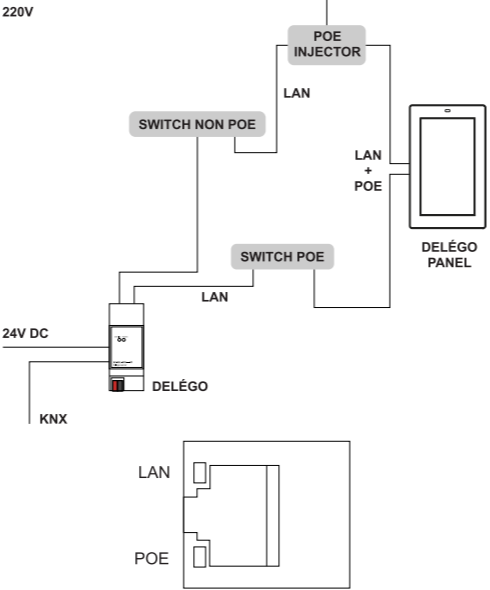 220V
POE
INJECTOR
LAN
SWITCH NON POE
LAN
+
POE
DELÉGO
PANEL
SWITCH POE
LAN
24V DC
DELÉGO
KNX
LAN
POE